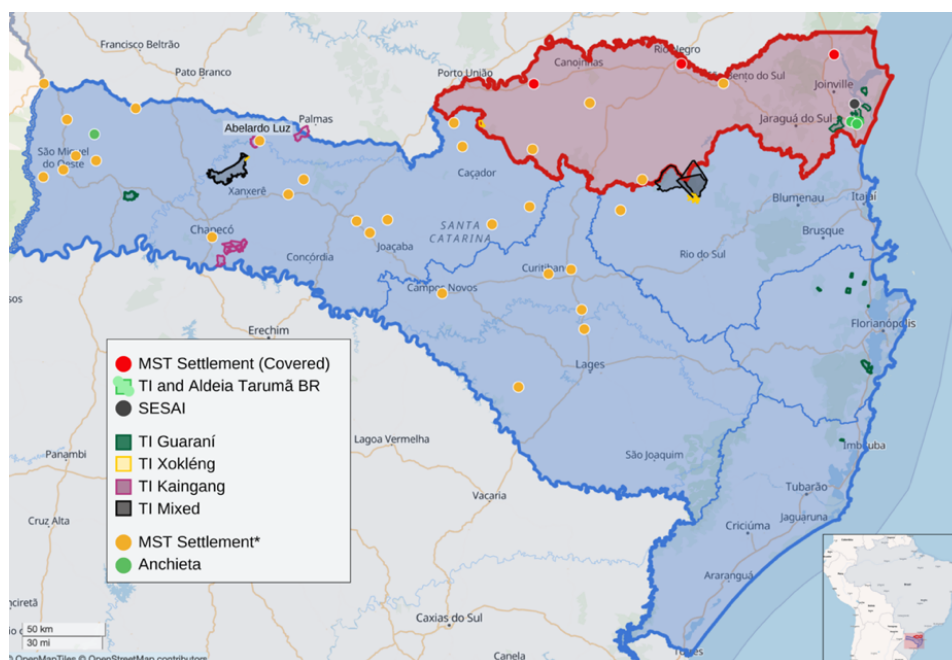 Francisco Beltrão
Pato Branco
Porto União
Canoinhas
Rio Negro
Bento do Sul
Joinville
Jaraguá do Sul
Palmas
Abelardo Luz
São Miguel
do Oeste
Xanxerê
Caçador
Blumenau
Itajaí
Brusque
Chapecó
Joaçaba
SANTA
CATARINA
Concórdia
Curitiban
Rio do Sul
Campos Novos
Florianópolis
Erechim
Lages
MST Settlement (Covered)
TI and Aldeia Tarumã BR
SESAI
TI Guaraní
TI Xokléng
TI Kaingang
TI Mixed
MST Settlement*
Anchieta
Lagoa Vermelha
São Joaquim
Imbituba
Panambi
Vacaria
Tubarão
Jaguaruna
Cruz Alta
Criciúma
Araranguá
Caxias do Sul
Canela
50 km
30 mi
© OpenMapTiles © OpenStreetMap contributors